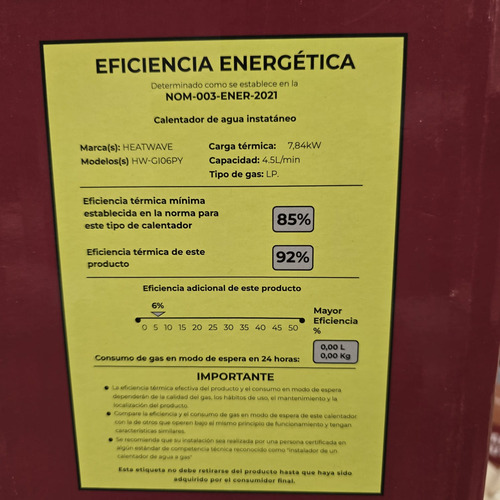 EFICIENCIA ENERGÉTICA
Determinado como se establece en la
NOM-003-ENER-2021
Calentador de agua instatáneo
Marca(s): HEATWAVE
Modelos(s) HW-GI06PY
Carga térmica: 7,84kW
Capacidad: 4.5L/min
Tipo de gas: LP.
Eficiencia térmica mínima
establecida en la norma para
este tipo de calentador
85%
Eficiencia térmica de este
producto
92%
Eficiencia adicional de este producto
6%
0 5 10 15 20 25 30 35 40 45 50
Mayor
Eficiencia
%
Consumo de gas en modo de espera en 24 horas:
0,00 L
0,00 Kg
IMPORTANTE
● La eficiencia térmica efectiva del producto y el consumo en modo de espera
dependerán de la calidad del gas, los hábitos de uso, el mantenimiento y la
localización del producto.
● Compare la eficiencia y el consumo de gas en modo de espera de este calentador
con la de otros que operen bajo el mismo principio de funcionamiento y tengan
características similares.
● Se recomiende que su instalación sea realizada por una persona certificada en
algún estándar de competencia técnica reconocido como "instalador de un
calentador de agua a gas"
Esta etiqueta no debe retirarse del producto hasta que haya sido
adquirido por el consumidor final.